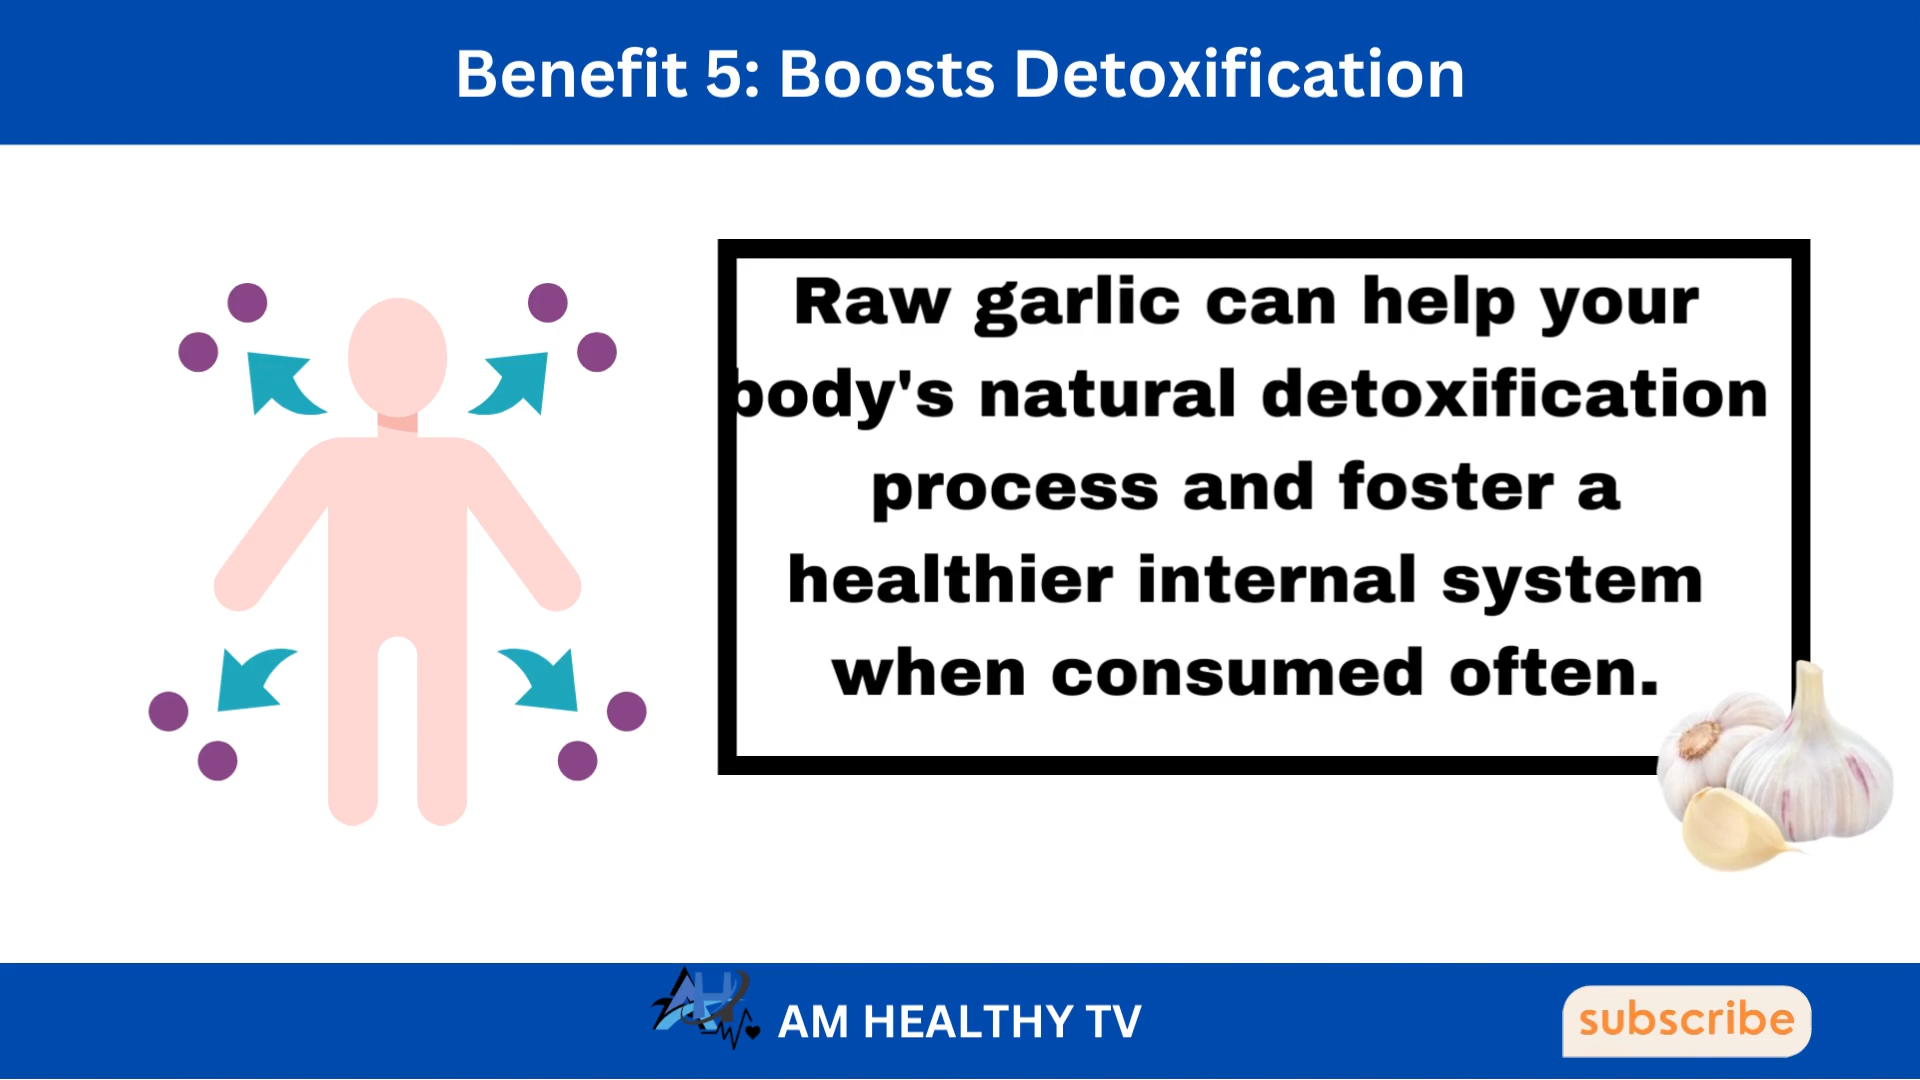 Benefit 5: Boosts Detoxification
Raw garlic can help your
body's natural detoxification
process and foster a
healthier internal system
when consumed often.
AH
AM HEALTHY TV
subscribe